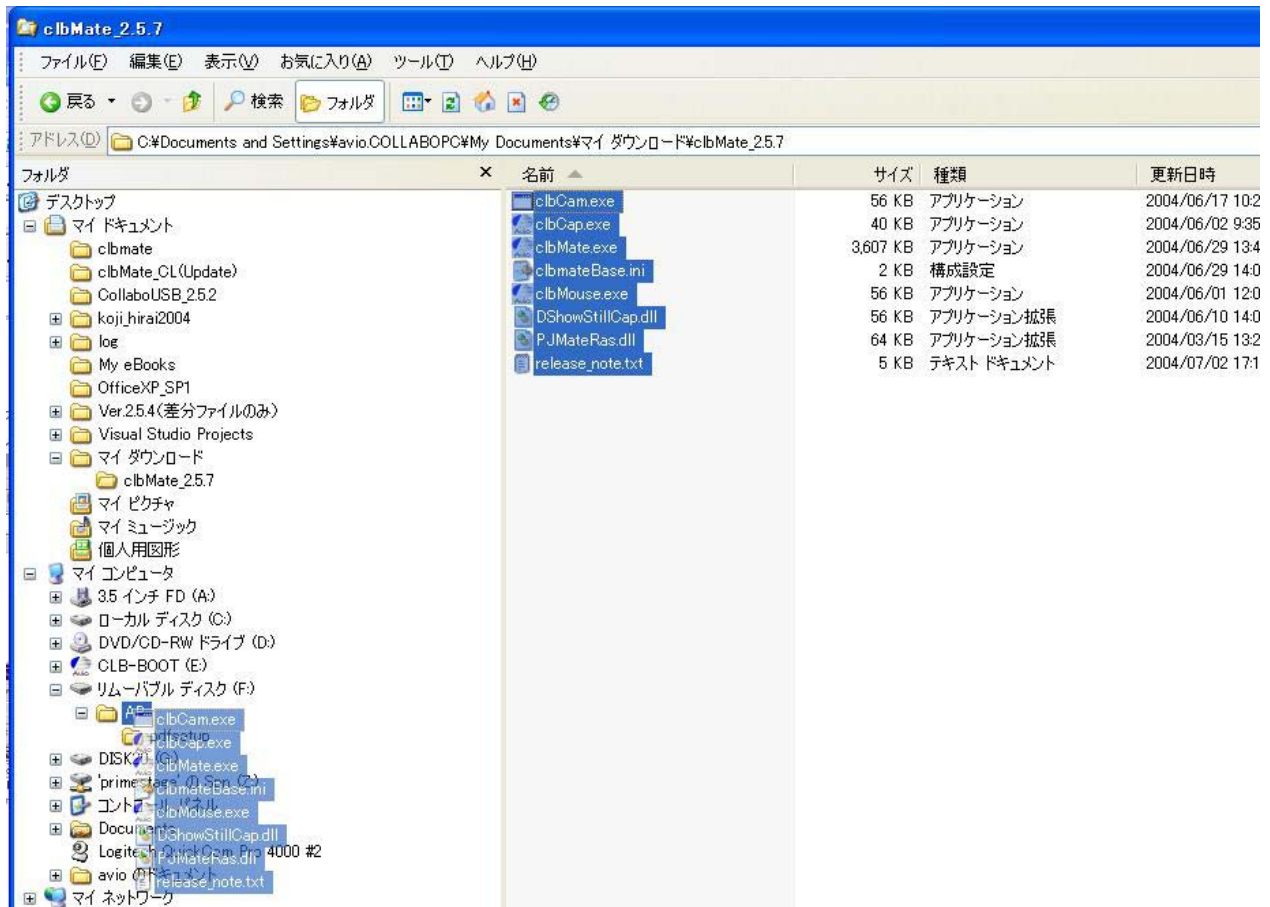 clbMate_2.5.7
ファイル(F) 編集(E) 表示(V) お気に入り(A) ツール(T) ヘルプ(H)
戻る 検索 フォルダ
アドレス(D) C:¥Documents and Settings¥avio.COLLABOPC¥My Documents¥マイ ダウンロード¥clbMate_2.5.7
フォルダ × 名前 サイズ 種類 更新日時
デスクトップ
マイ ドキュメント
clbmate
clbMate_CL(Update)
CollaboUSB_2.5.2
koji_hirai2004
log
My eBooks
OfficeXP_SP1
Ver.2.5.4(差分ファイルのみ)
Visual Studio Projects
マイ ダウンロード
clbMate_2.5.7
マイ ピクチャ
マイ ミュージック
個人用図形
マイ コンピュータ
3.5 インチ FD (A:)
ローカル ディスク (C:)
DVD/CD-RW ドライブ (D:)
CLB-BOOT (E:)
リムーバブル ディスク (F:)
pdfsetup
(G:)
(Z:)
コントロール パネル
Logitech QuickCam Pro 4000 #2
avio のドキュメント
マイ ネットワーク
clbCam.exe
clbCap.exe
clbMate.exe
clbmateBase.ini
clbMouse.exe
DShowStillCap.dll
PJMateRas.dll
release_note.txt
clbCam.exe 56 KB アプリケーション 2004/06/17 10:2
clbCap.exe 40 KB アプリケーション 2004/06/02 9:35
clbMate.exe 3,607 KB アプリケーション 2004/06/29 13:4
clbmateBase.ini 2 KB 構成設定 2004/06/29 14:0
clbMouse.exe 56 KB アプリケーション 2004/06/01 12:0
DShowStillCap.dll 56 KB アプリケーション拡張 2004/06/10 14:0
PJMateRas.dll 64 KB アプリケーション拡張 2004/03/15 13:2
release_note.txt 5 KB テキスト ドキュメント 2004/07/02 17:1